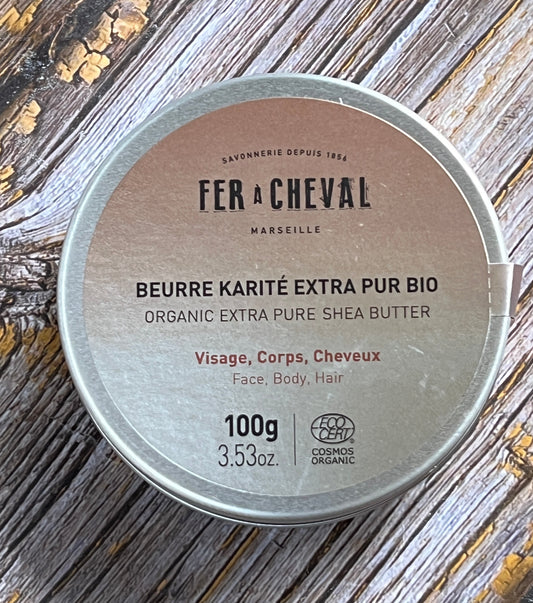 SAVONNERIE DEPUIS 1856
FER À CHEVAL
MARSEILLE
BEURRE KARITÉ EXTRA PUR BIO
ORGANIC EXTRA PURE SHEA BUTTER
Visage, Corps, Cheveux
Face, Body, Hair
100g
3.53oz.
ECO
CERT
COSMOS
ORGANIC